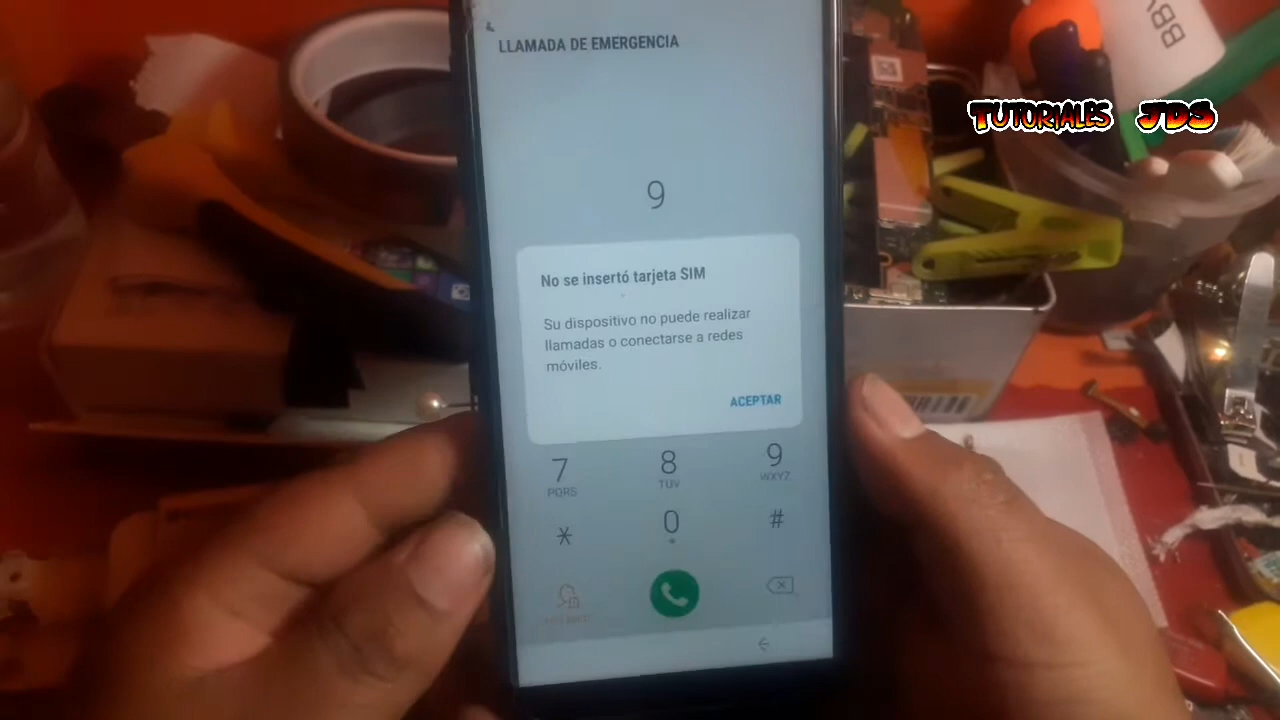 LLAMADA DE EMERGENCIA
TUTORIALES JDS
BB
9
No se insertó tarjeta SIM
Su dispositivo no puede realizar
llamadas o conectarse a redes
móviles.
ACEPTAR
7 8 9
PQRS TUV WXYZ
* 0 #
+